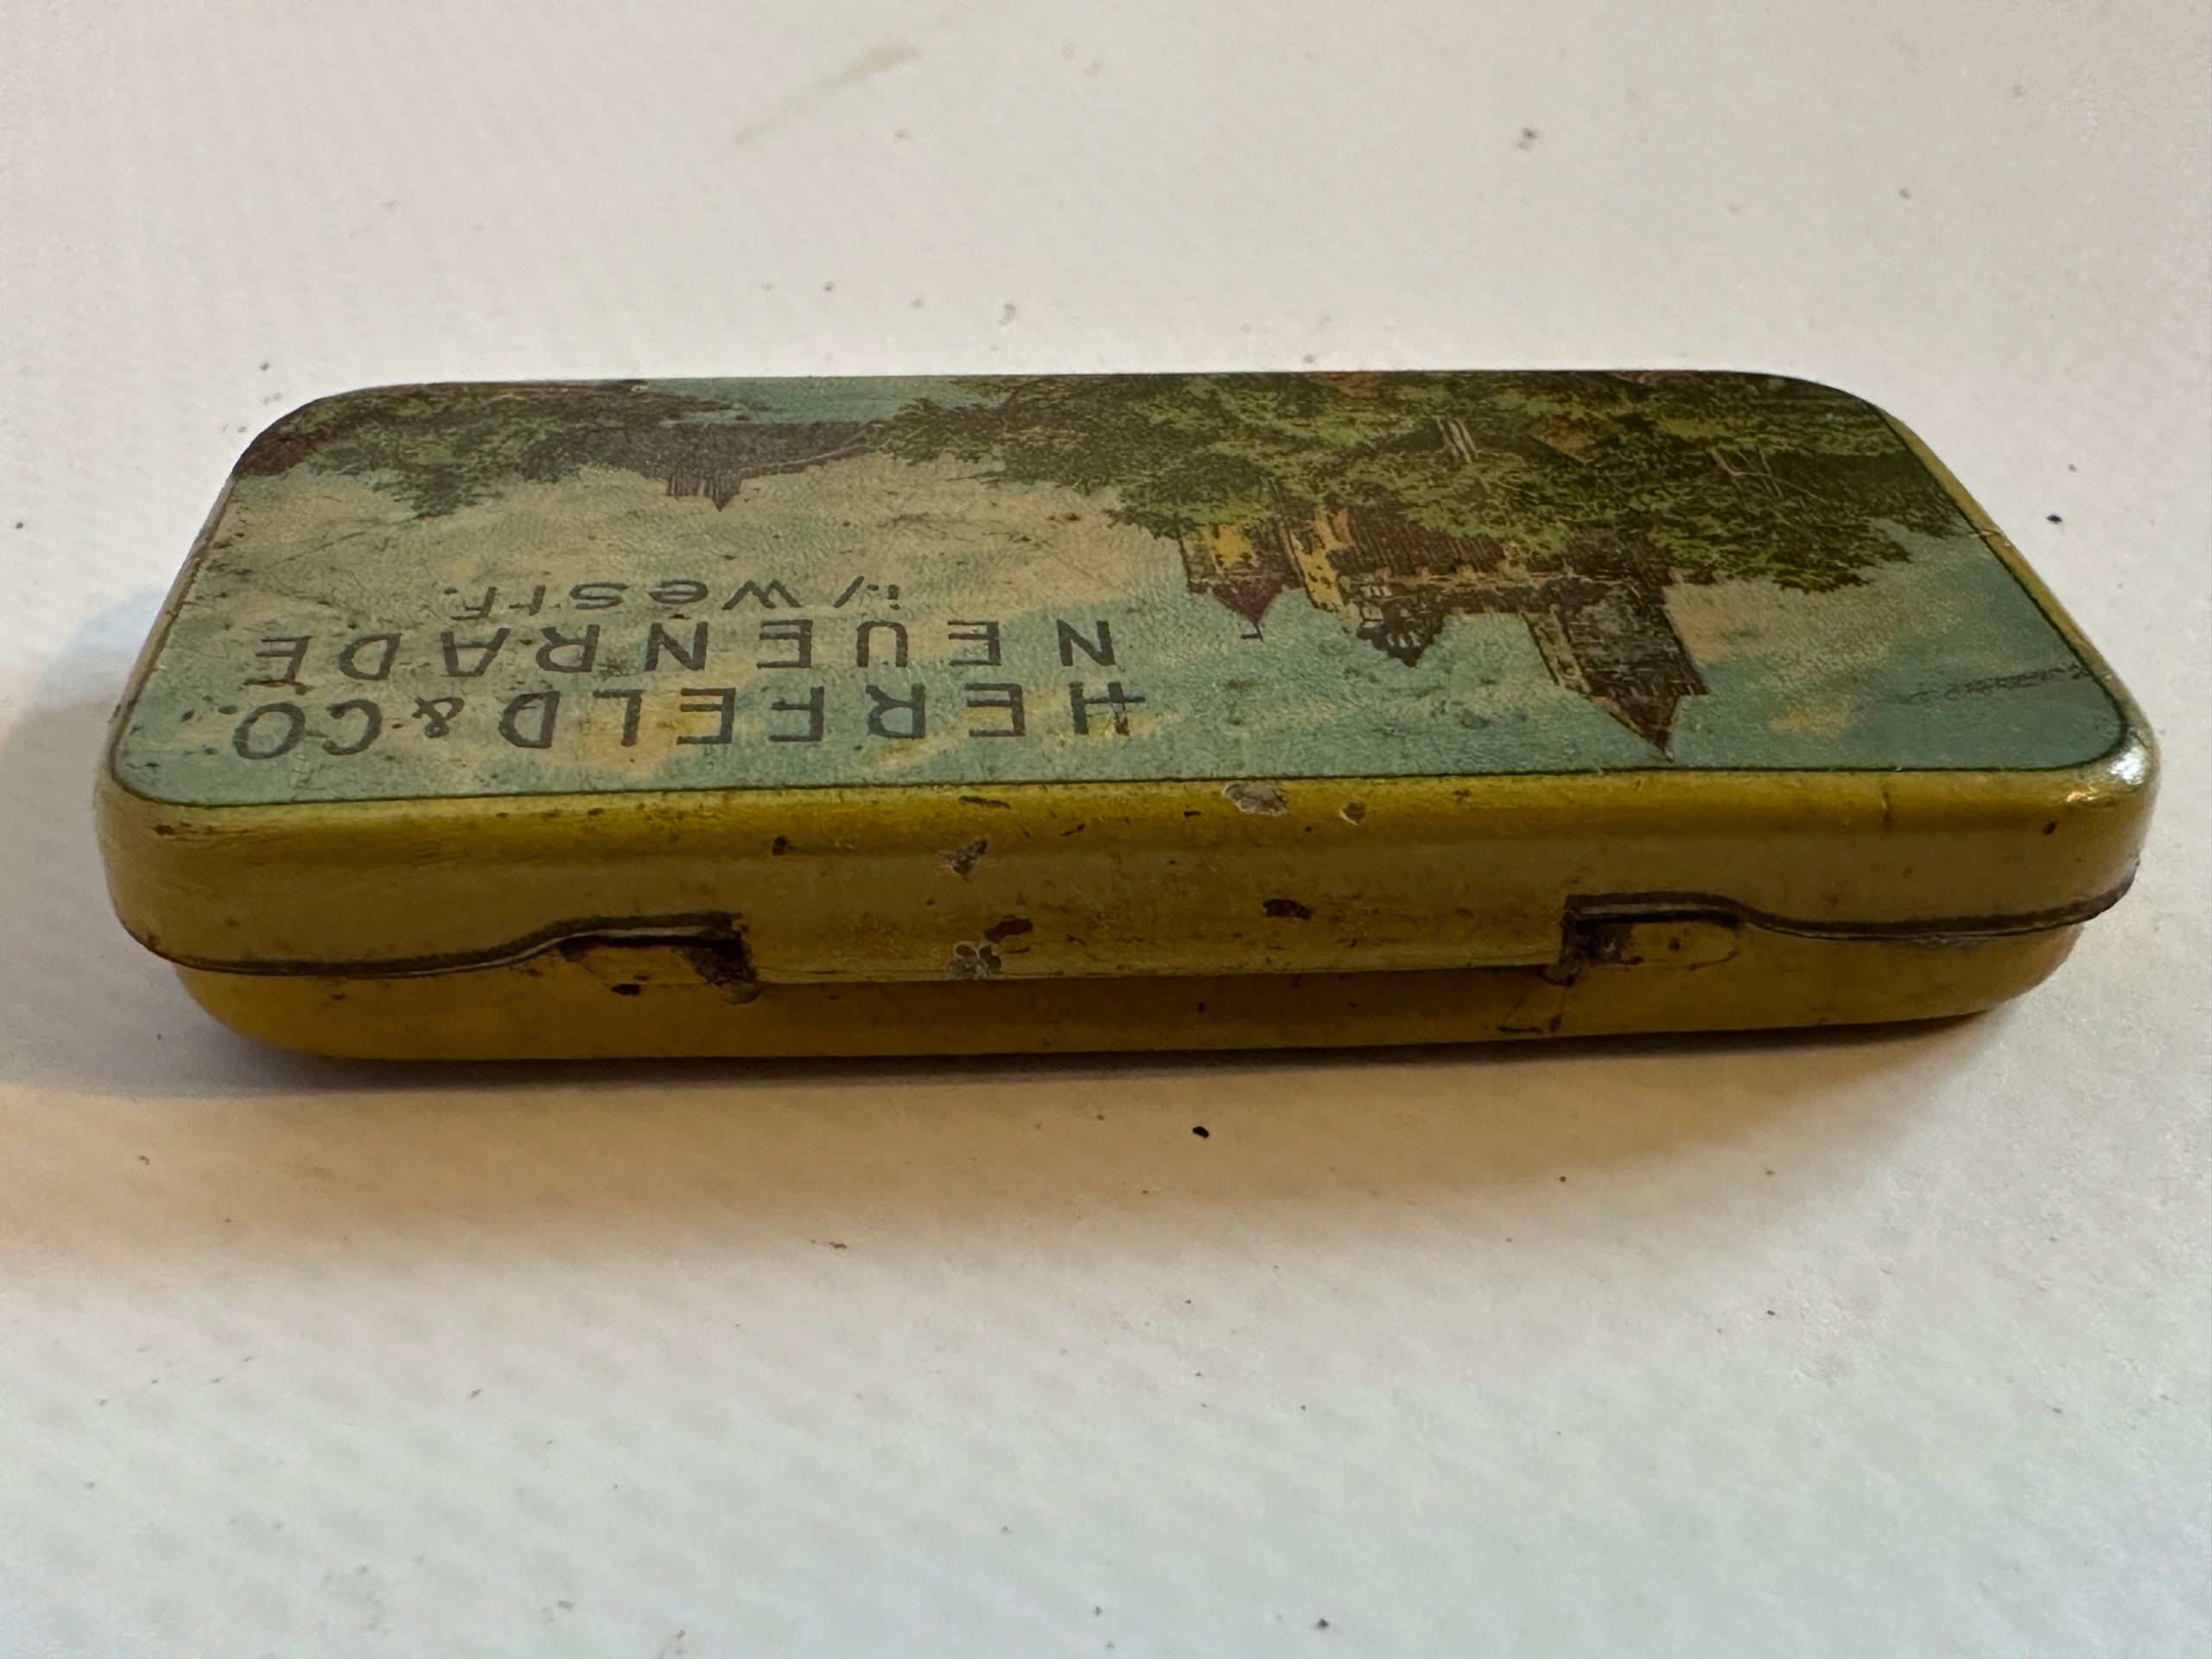 HERFELD & CO.
NEUENRADE
i/Westf.